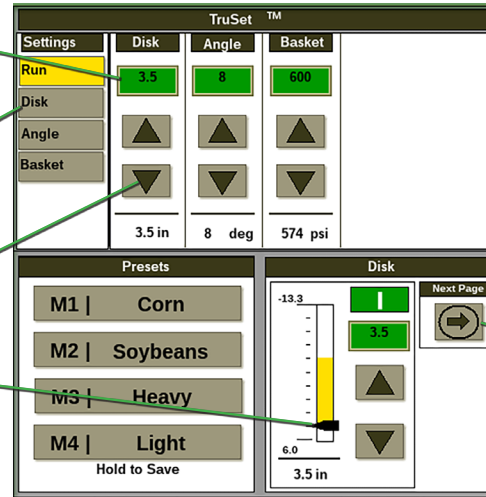 TruSet TM
Settings
Disk
Angle
Basket
Run
3.5
8
600
Disk
Angle
Basket
3.5 in
8 deg
574 psi
Presets
M1 | Corn
M2 | Soybeans
M3 | Heavy
M4 | Light
Hold to Save
Disk
-13.3
3.5
6.0
3.5 in
Next Page